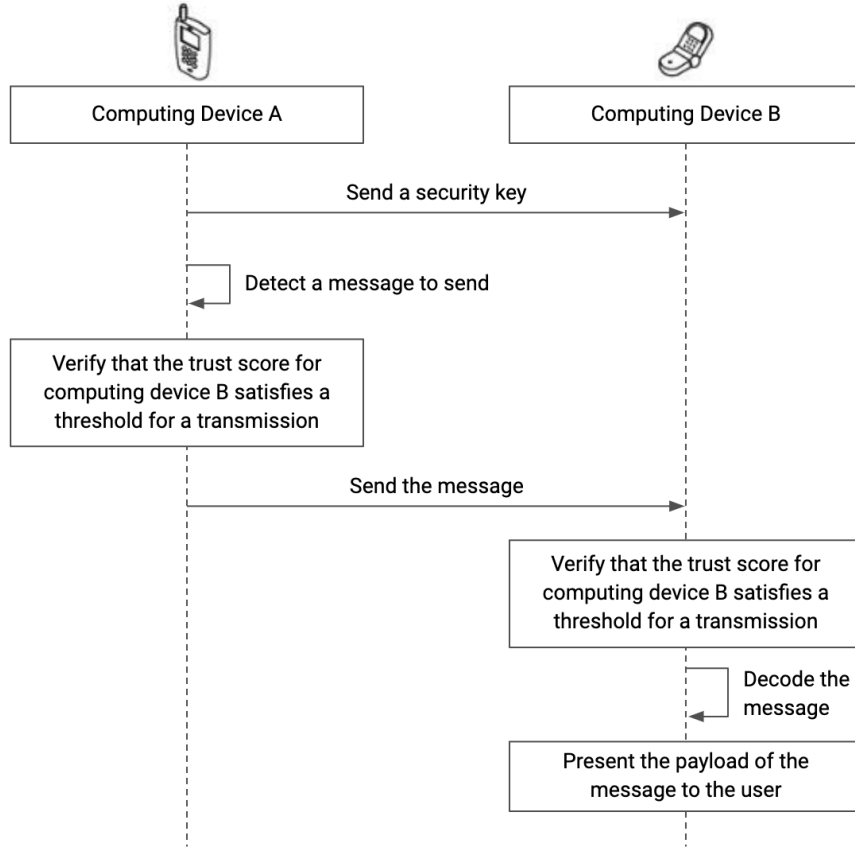 Computing Device A
Computing Device B
Send a security key
Detect a message to send
Verify that the trust score for
computing device B satisfies a
threshold for a transmission
Send the message
Verify that the trust score for
computing device B satisfies a
threshold for a transmission
Decode the
message
Present the payload of the
message to the user